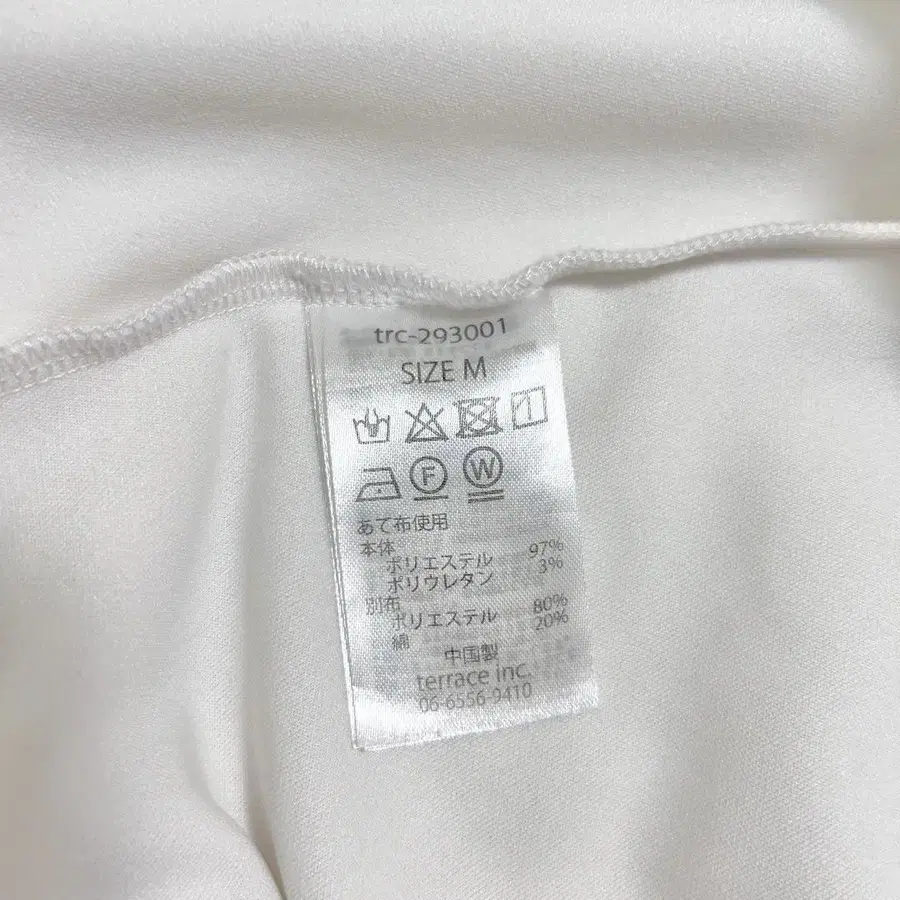 trc-293001
SIZE M
F W
あて布使用
本体
ポリエステル 97%
ポリウレタン 3%
別布
ポリエステル 80%
綿 20%
中国製
terrace inc.
06-6556-9410